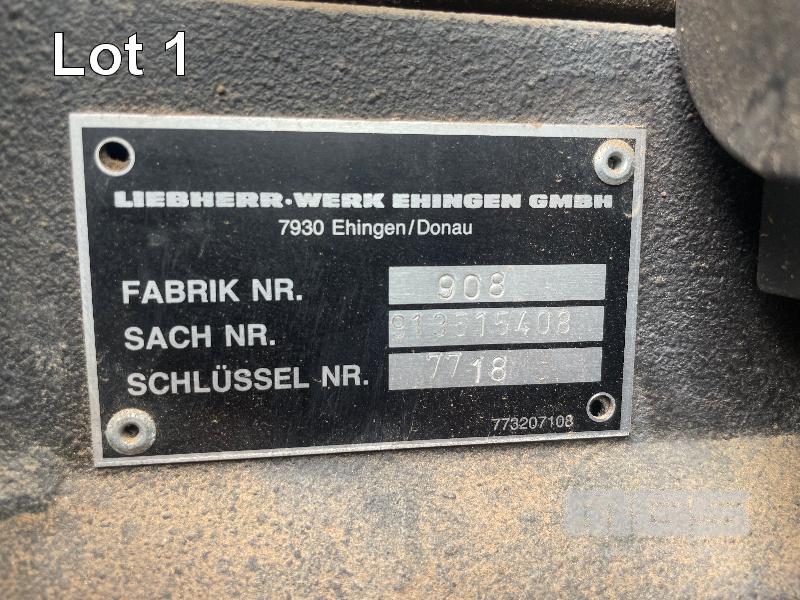 Lot 1
LIEBHERR-WERK EHINGEN GMBH
7930 Ehingen/Donau
FABRIK NR. 908
SACH NR. 913515408
SCHLÜSSEL NR. 7718
773207108